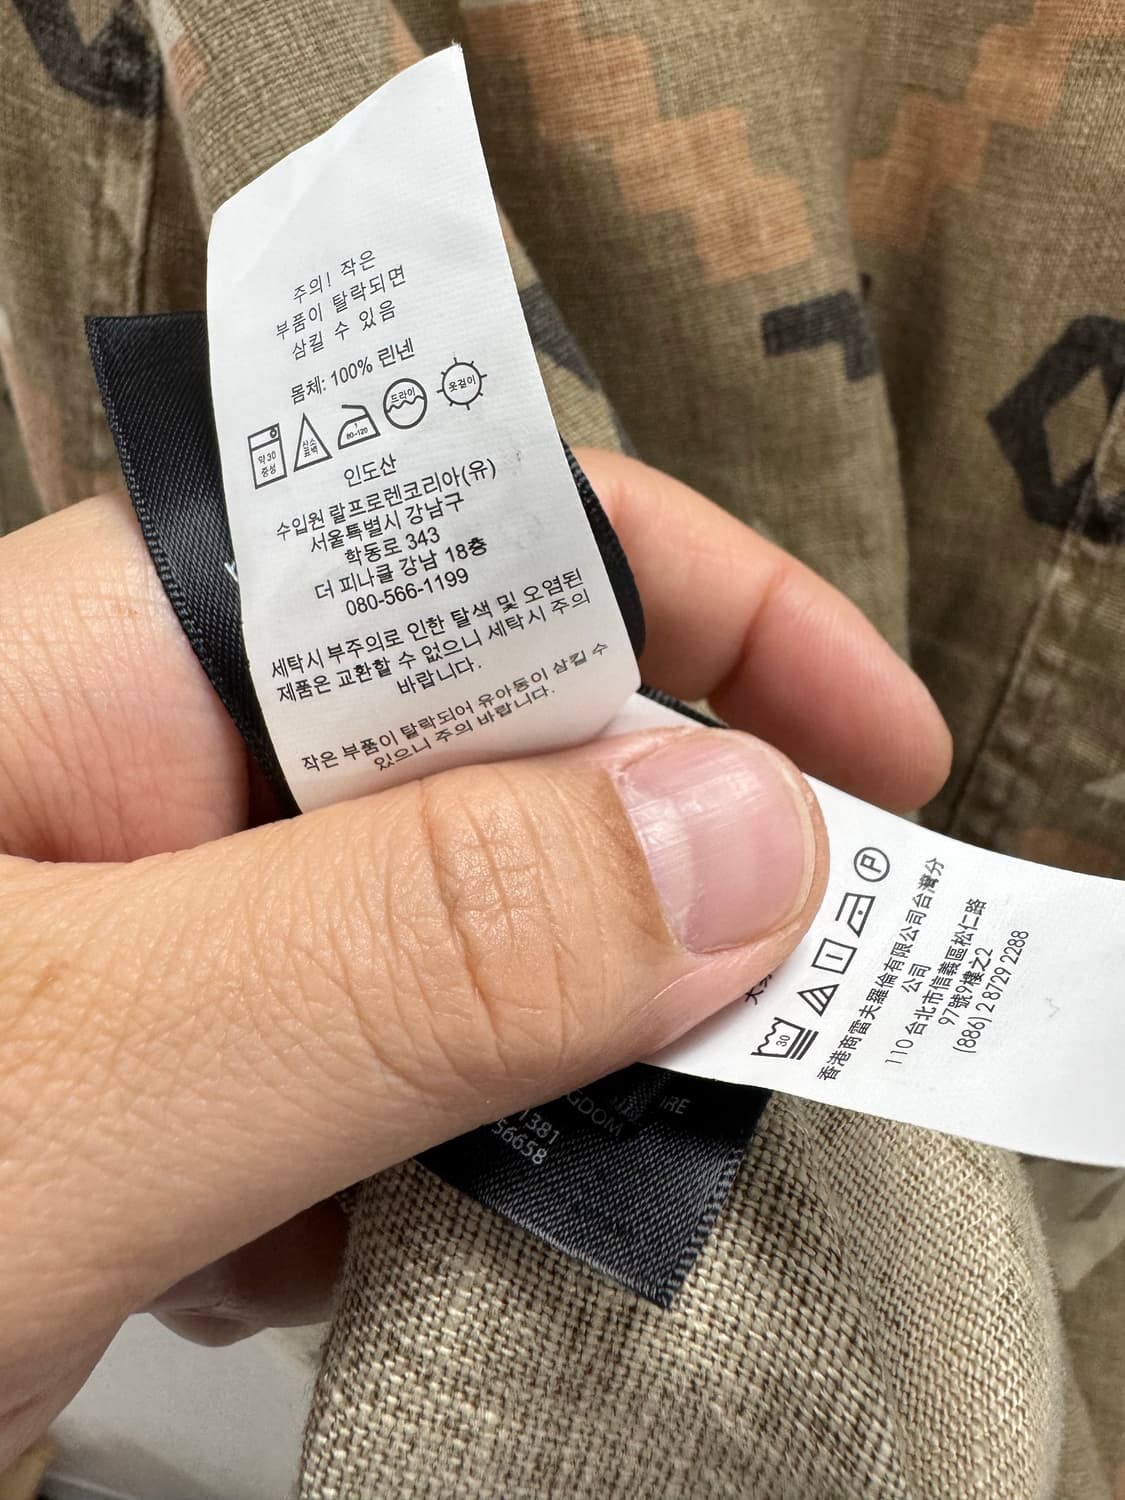 주의! 작은
부품이 탈락되면
삼킬 수 있음
몸체: 100% 린넨
약30
중성
산소
표백
1
80~120
드라이
옷걸이
인도산
수입원 랄프로렌코리아(유)
서울특별시 강남구
학동로 343
더 피나클 강남 18층
080-566-1199
세탁시 부주의로 인한 탈색 및 오염된
제품은 교환할 수 없으니 세탁시 주의
바랍니다.
작은 부품이 탈락되어 유아동이 삼킬 수
있으니 주의 바랍니다.
30
P
香港商雷夫羅倫有限公司台灣分
公司
110 台北市信義區松仁路
97號9樓之2
(886) 2 8729 2288
IRE
GDOM
1381
56658